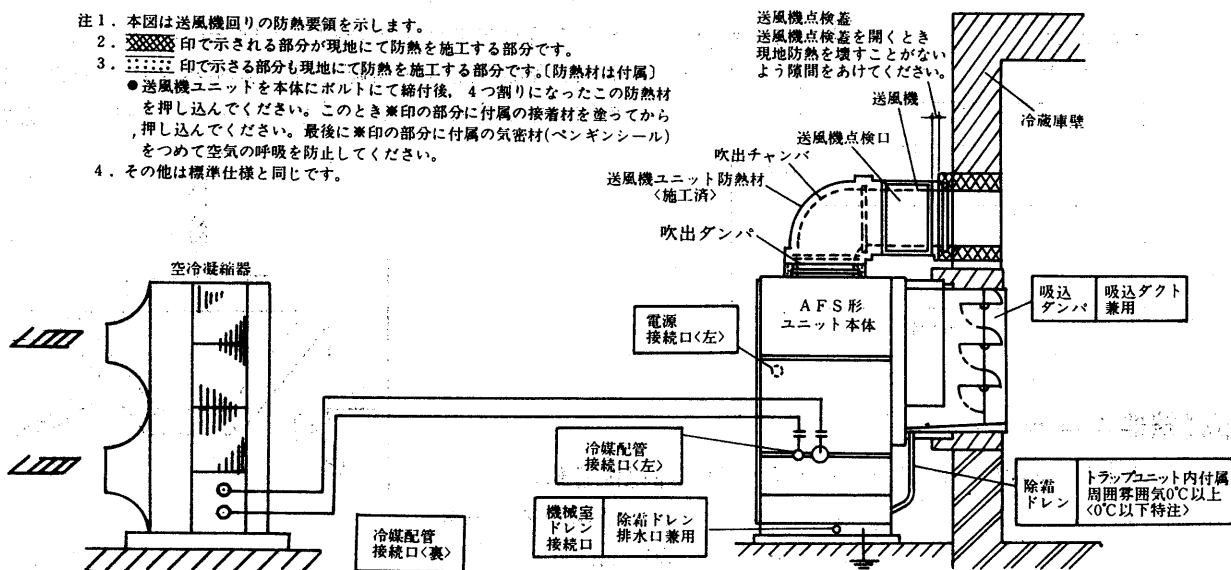 注1．本図は送風機回りの防熱要領を示します。
2．印で示される部分が現地にて防熱を施工する部分です。
3．印で示さる部分も現地にて防熱を施工する部分です。〔防熱材は付属〕
●送風機ユニットを本体にボルトにて締付後，4つ割りになったこの防熱材
を押し込んでください。このとき※印の部分に付属の接着材を塗ってから
押し込んでください。最後に※印の部分に付属の気密材(ペンギンシール)
をつめて空気の呼吸を防止してください。
4．その他は標準仕様と同じです。
送風機点検蓋
送風機点検蓋を開くとき
現地防熱を壊すことがない
よう隙間をあけてください。
送風機
冷蔵庫壁
送風機点検口
吹出チャンバ
送風機ユニット防熱材
〈施工済〉
吹出ダンパ
空冷凝縮器
AFS形
ユニット本体
吸込
ダンパ
吸込ダクト
兼用
電源
接続口〈左〉
冷媒配管
接続口〈左〉
除霜
ドレン
トラップユニット内付属
周囲雰囲気0℃以上
〈0℃以下特注〉
機械室
ドレン
接続口
除霜ドレン
排水口兼用
冷媒配管
接続口〈裏〉